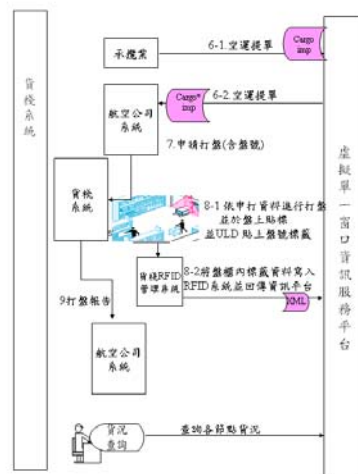 貨棧系統
承攬業
6-1.空運提單
Cargo
imp
6-2.空運提單
Cargo*
imp
航空公司
系統
7.申請打盤(含盤號)
貨棧
系統
8-1 依申打資料進行打盤
並於盤上貼標
並ULD 貼上盤號標籤
貨棧RFID
管理系統
8-2將盤櫃內標籤資料寫入
RFID系統並回傳資訊平台
XML
9打盤報告
航空公司
系統
貨況
查詢
查詢各節點貨況
虛擬單一窗口資訊服務平台